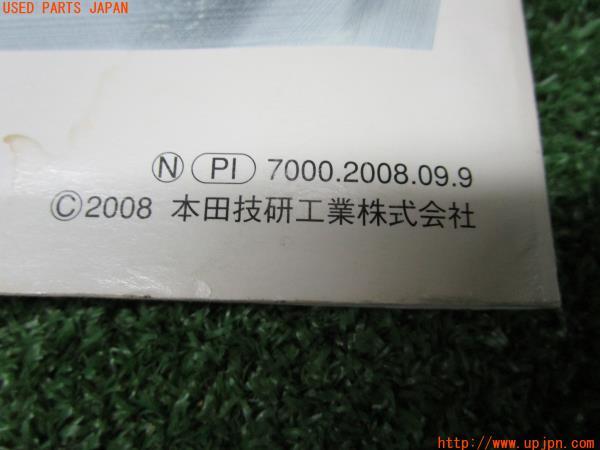 USED PARTS JAPAN
Ⓝ PI 7000.2008.09.9
©2008 本田技研工業株式会社
http://www.upjpn.com/